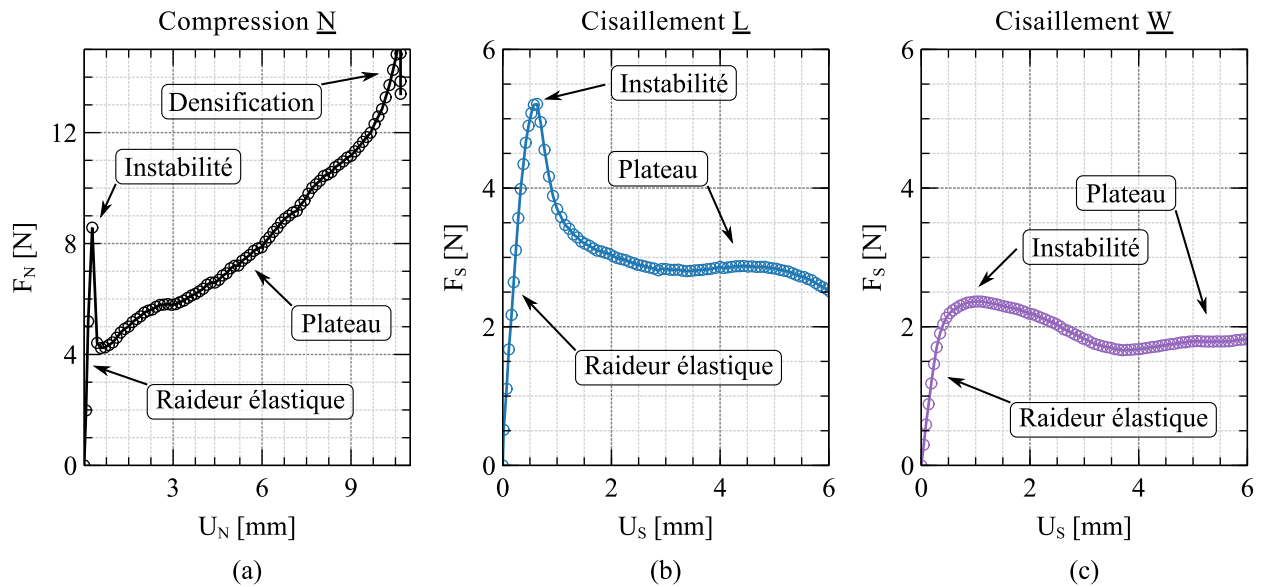 Compression N
Densification
Instabilité
Plateau
Raideur élastique
12
8
4
0
3
6
9
F_N [N]
U_N [mm]
(a)
Cisaillement L
Instabilité
Plateau
Raideur élastique
6
4
2
0
0
2
4
6
F_S [N]
U_S [mm]
(b)
Cisaillement W
Plateau
Instabilité
Raideur élastique
6
4
2
0
0
2
4
6
F_S [N]
U_S [mm]
(c)